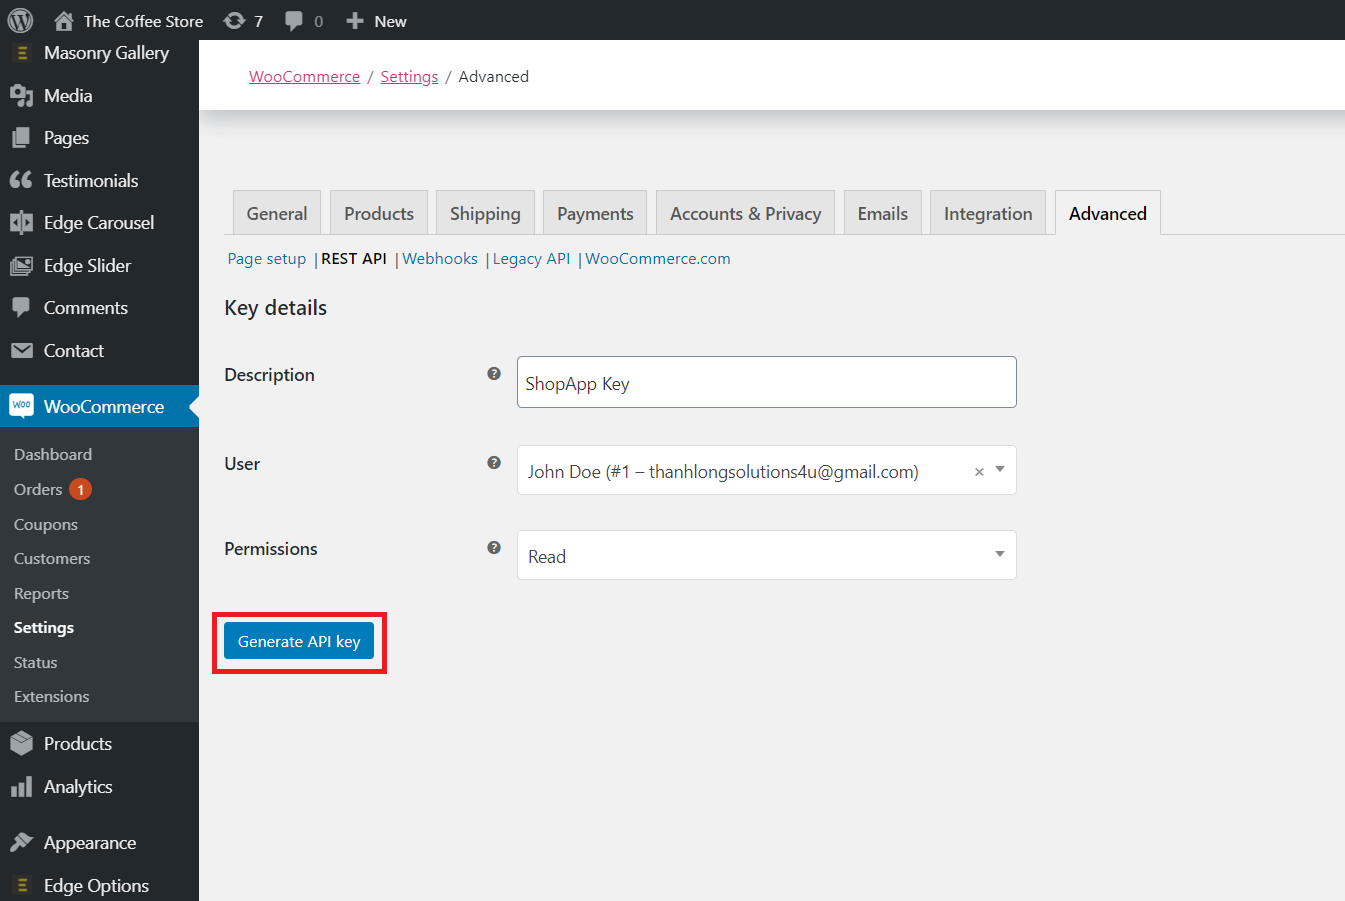 The Coffee Store 7 0 New
Masonry Gallery
Media
Pages
Testimonials
Edge Carousel
Edge Slider
Comments
Contact
Woo WooCommerce
Dashboard
Orders 1
Coupons
Customers
Reports
Settings
Status
Extensions
Products
Analytics
Appearance
Edge Options
WooCommerce / Settings / Advanced
General Products Shipping Payments Accounts & Privacy Emails Integration Advanced
Page setup | REST API | Webhooks | Legacy API | WooCommerce.com
Key details
Description ? ShopApp Key
User ? John Doe (#1 – thanhlongsolutions4u@gmail.com) ×
Permissions ? Read
Generate API key